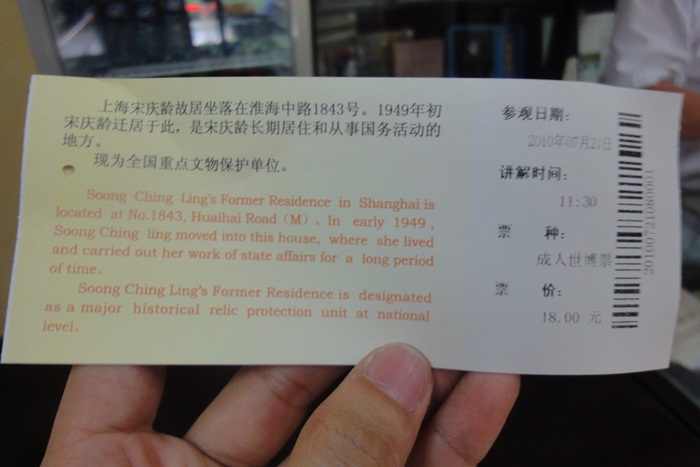 上海宋庆龄故居坐落在淮海中路1843号。1949年初
宋庆龄迁居于此，是宋庆龄长期居住和从事国务活动的
地方。
现为全国重点文物保护单位。
Soong Ching Ling's Former Residence in Shanghai is
located at No.1843, Huaihai Road（M）. In early 1949,
Soong Ching ling moved into this house, where she lived
and carried out her work of state affairs for a long period
of time.
Soong Ching Ling's Former Residence is designated
as a major historical relic protection unit at national
level.
参观日期：
2010年07月21日
讲解时间：
11:30
票 种：
成人世博票
票 价：
18.00 元
20100721080001